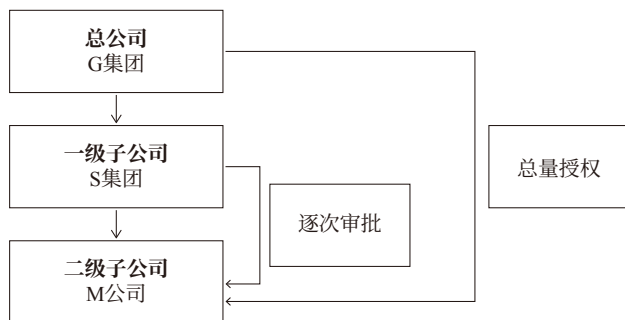 总公司
G集团
总量授权
一级子公司
S集团
逐次审批
二级子公司
M公司